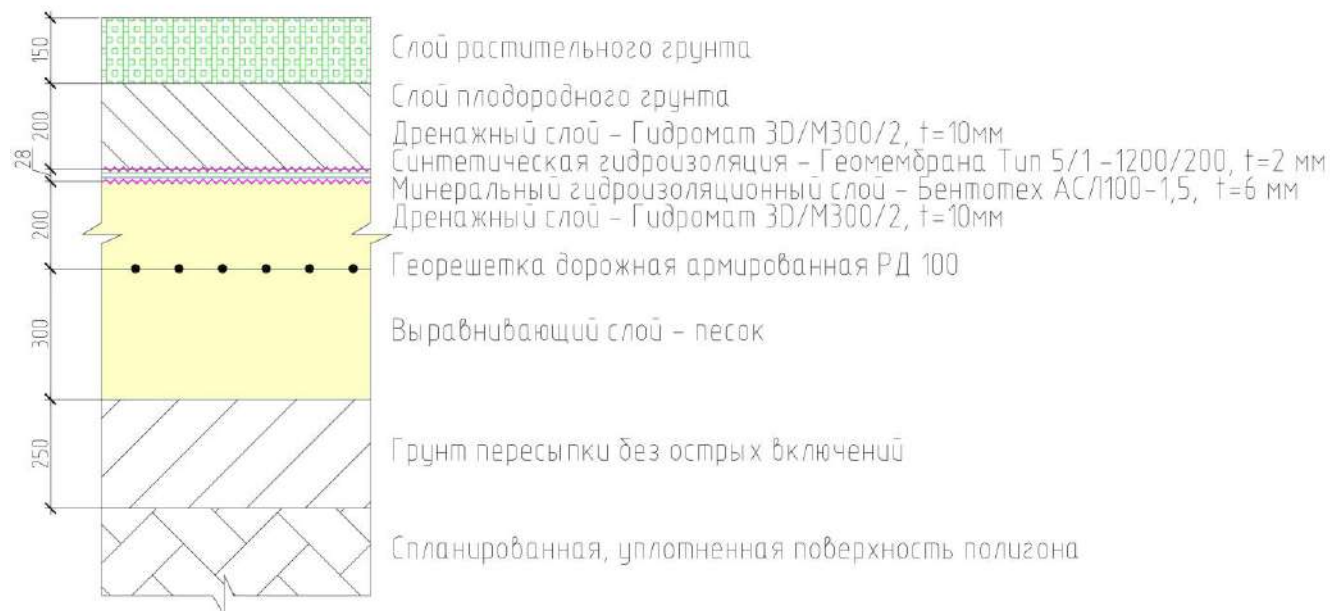 150
Слой растительного грунта
200
Слой плодородного грунта
Дренажный слой – Гидромат 3D/М300/2, t=10мм
28
Синтетическая гидроизоляция – Геомембрана Тип 5/1 -1200/200, t=2 мм
Минеральный гидроизоляционный слой – Бентотех АСЛ100-1,5, t=6 мм
200
Дренажный слой – Гидромат 3D/М300/2, t=10мм
Георешетка дорожная армированная РД 100
300
Выравнивающий слой – песок
250
Грунт пересыпки без острых включений
Спланированная, уплотненная поверхность полигона